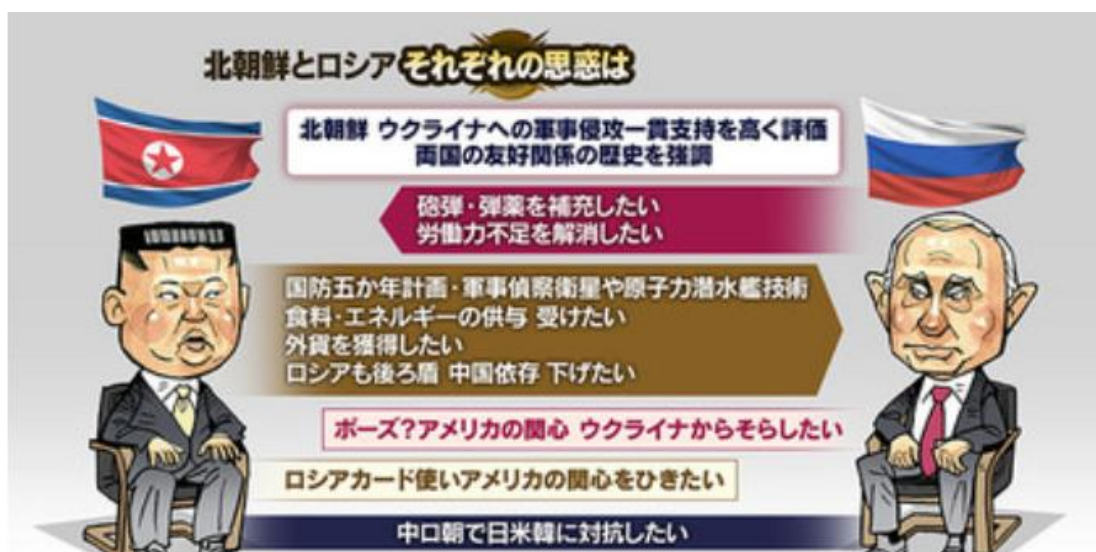 北朝鮮とロシア それぞれの思惑は
北朝鮮 ウクライナへの軍事侵攻一貫支持を高く評価
両国の友好関係の歴史を強調
砲弾・弾薬を補充したい
労働力不足を解消したい
国防五か年計画・軍事偵察衛星や原子力潜水艦技術
食料・エネルギーの供与 受けたい
外貨を獲得したい
ロシアも後ろ盾 中国依存 下げたい
ポーズ?アメリカの関心 ウクライナからそらしたい
ロシアカード使いアメリカの関心をひきたい
中ロ朝で日米韓に対抗したい